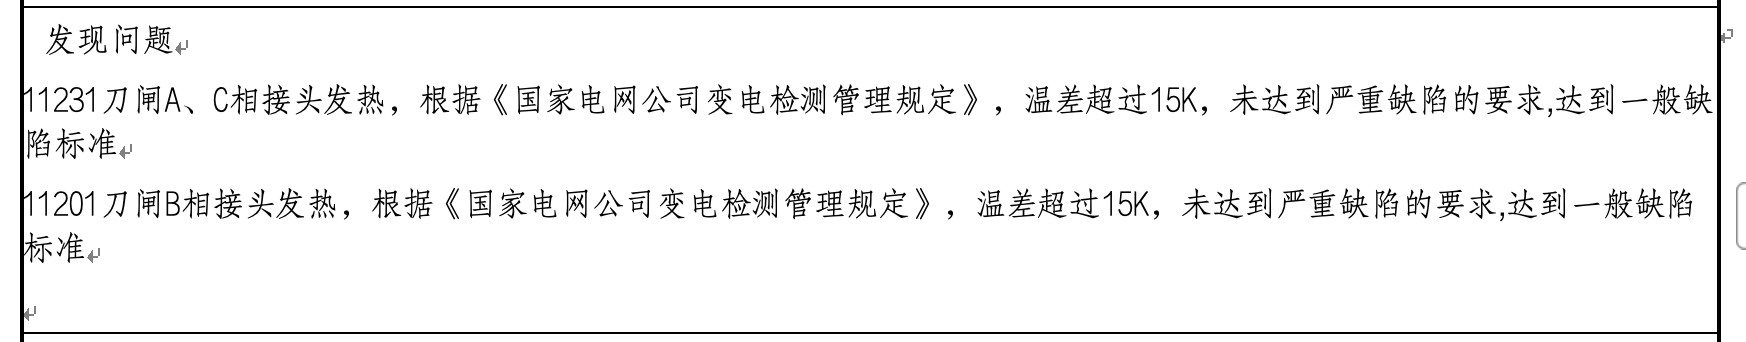 发现问题
11231刀闸A、C相接头发热，根据《国家电网公司变电检测管理规定》，温差超过15K，未达到严重缺陷的要求,达到一般缺
陷标准
11201刀闸B相接头发热，根据《国家电网公司变电检测管理规定》，温差超过15K，未达到严重缺陷的要求,达到一般缺陷
标准